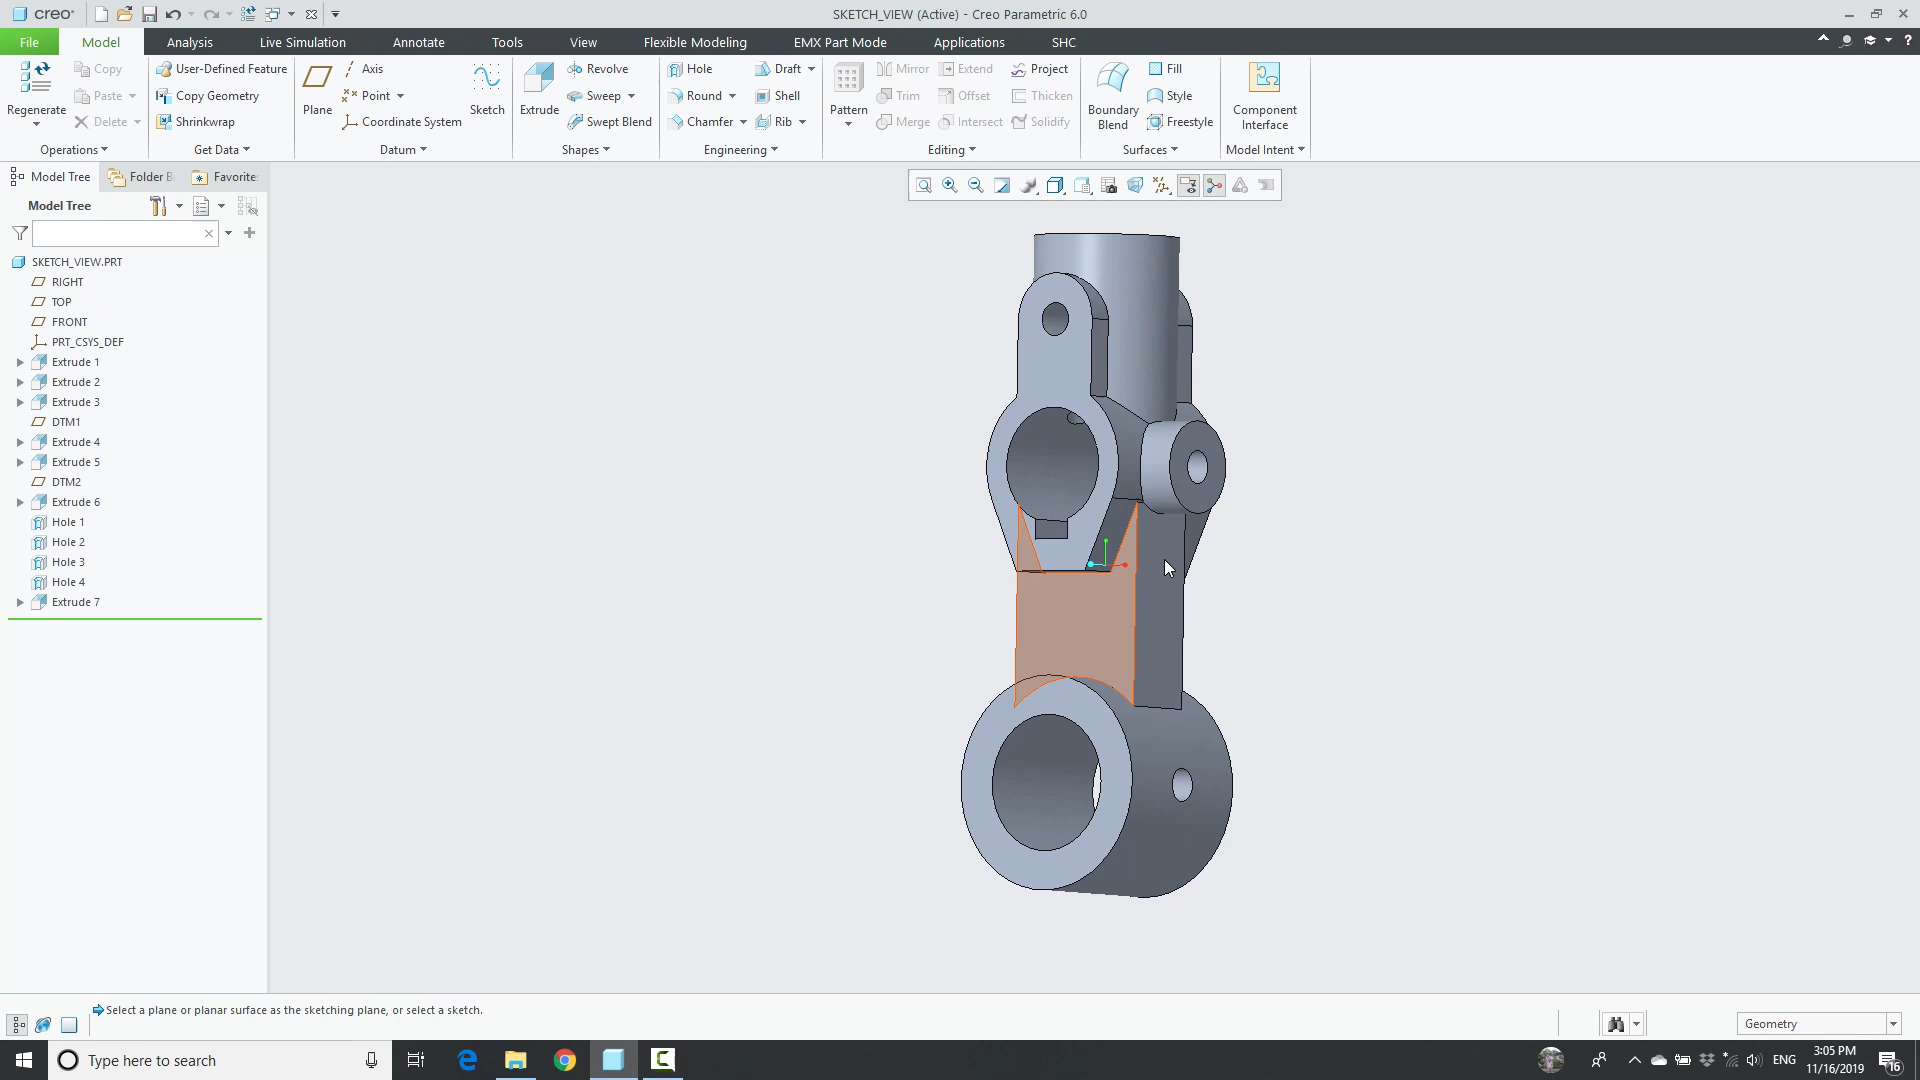 creo SKETCH_VIEW (Active) - Creo Parametric 6.0
File Model Analysis Live Simulation Annotate Tools View Flexible Modeling EMX Part Mode Applications SHC
Copy User-Defined Feature Axis Revolve Hole Draft Mirror Extend Project Fill
Paste Copy Geometry Point Sweep Round Shell Trim Offset Thicken Style
Regenerate Plane Sketch Extrude Pattern Boundary Blend Component Interface
Delete Shrinkwrap Coordinate System Swept Blend Chamfer Rib Merge Intersect Solidify Freestyle
Operations Get Data Datum Shapes Engineering Editing Surfaces Model Intent
Model Tree Folder B Favorite
Model Tree
SKETCH_VIEW.PRT
RIGHT
TOP
FRONT
PRT_CSYS_DEF
Extrude 1
Extrude 2
Extrude 3
DTM1
Extrude 4
Extrude 5
DTM2
Extrude 6
Hole 1
Hole 2
Hole 3
Hole 4
Extrude 7
Select a plane or planar surface as the sketching plane, or select a sketch.
Geometry
Type here to search
ENG
3:05 PM
11/16/2019
16